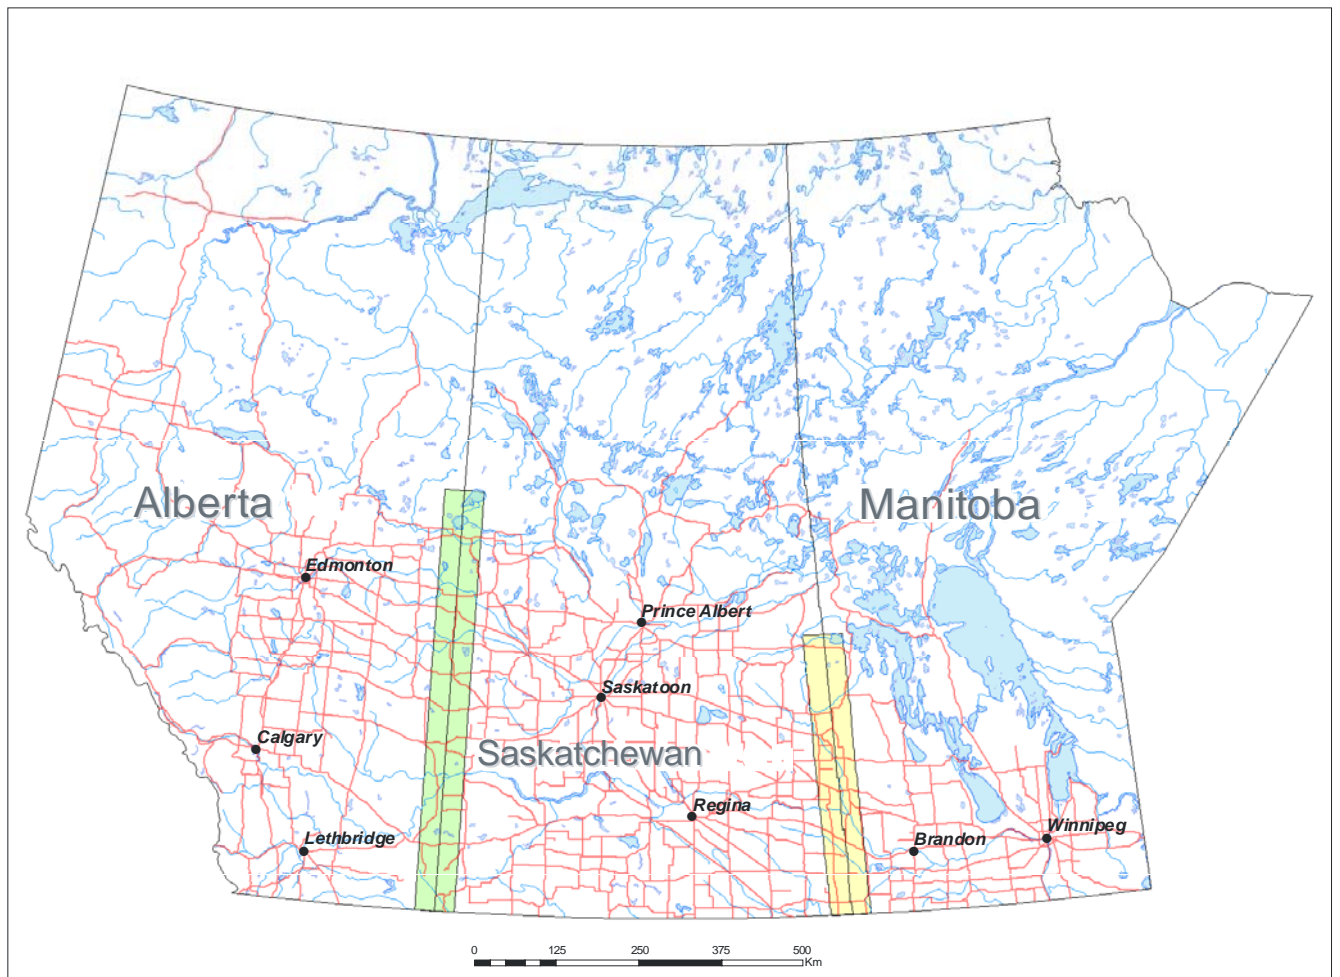 Alberta
Manitoba
Edmonton
Prince Albert
Saskatoon
Calgary
Saskatchewan
Regina
Lethbridge
Brandon
Winnipeg
0 125 250 375 500
Km